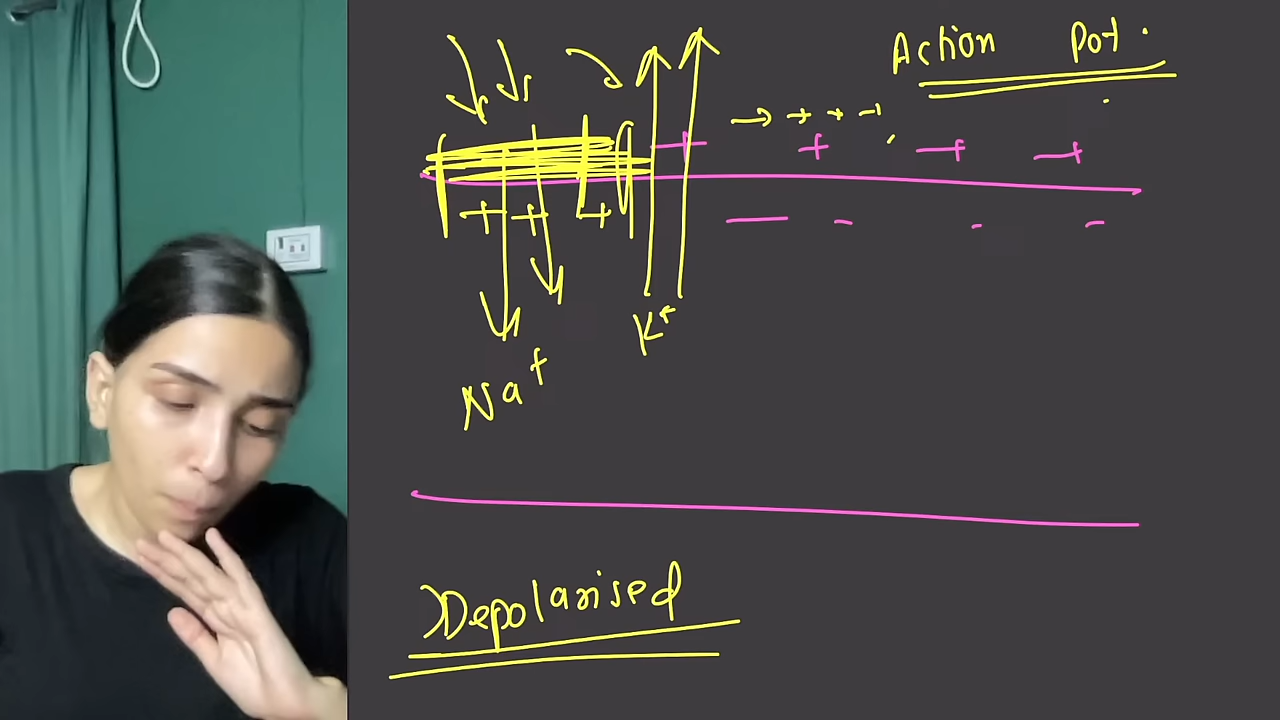 Action Pot.
→ + + +
+ + + +
+ + +
— - - -
K+
Na+
Depolarised